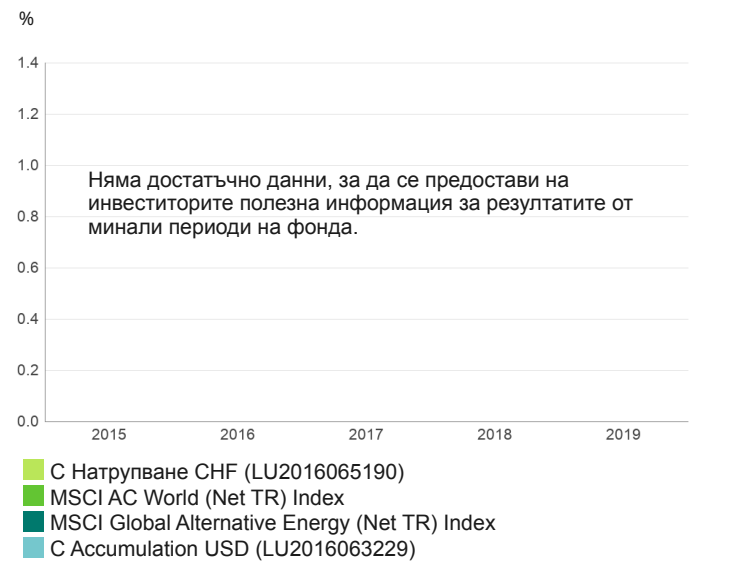 %
1.4
1.2
1.0
Няма достатъчно данни, за да се предостави на
инвеститорите полезна информация за резултатите от
минали периоди на фонда.
0.8
0.6
0.4
0.2
0.0
2015 2016 2017 2018 2019
С Натрупване CHF (LU2016065190)
MSCI AC World (Net TR) Index
MSCI Global Alternative Energy (Net TR) Index
C Accumulation USD (LU2016063229)